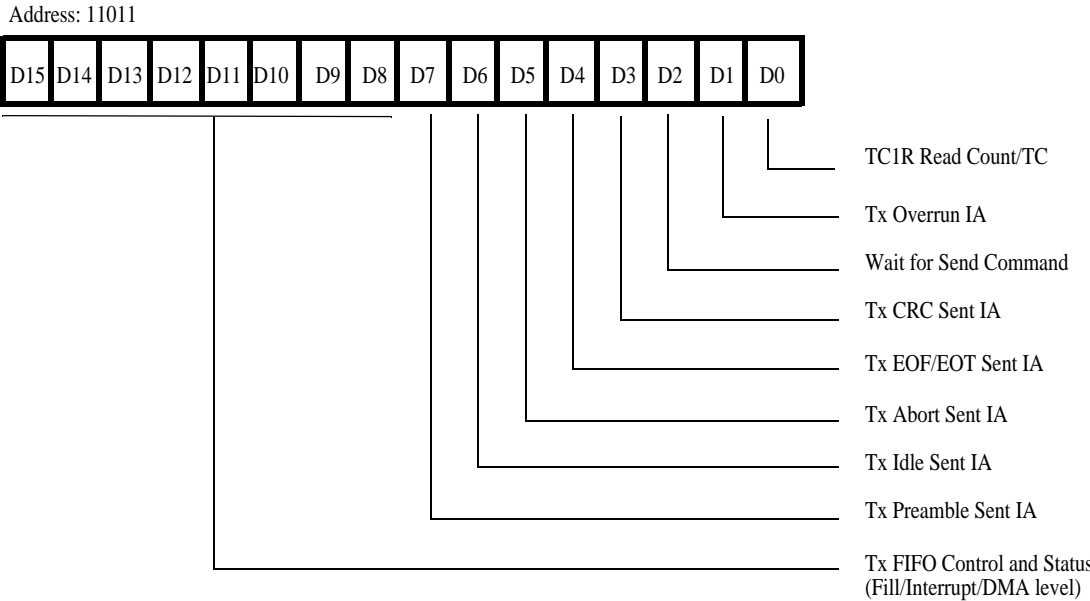 Address: 11011
D15 D14 D13 D12 D11 D10 D9 D8 D7 D6 D5 D4 D3 D2 D1 D0
TC1R Read Count/TC
Tx Overrun IA
Wait for Send Command
Tx CRC Sent IA
Tx EOF/EOT Sent IA
Tx Abort Sent IA
Tx Idle Sent IA
Tx Preamble Sent IA
Tx FIFO Control and Status
(Fill/Interrupt/DMA level)